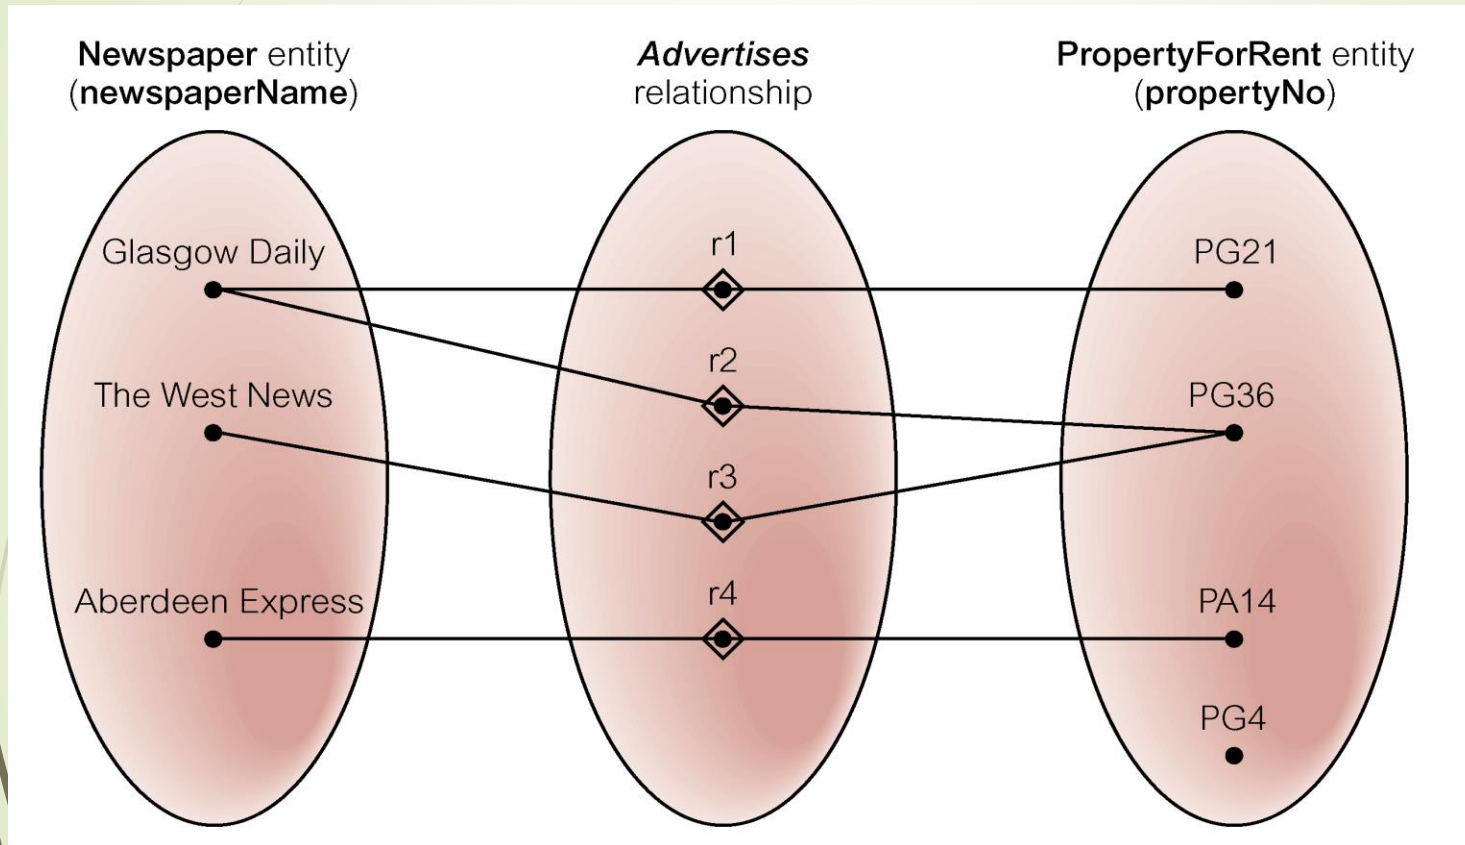 Newspaper entity
(newspaperName)
Advertises
relationship
PropertyForRent entity
(propertyNo)
Glasgow Daily
The West News
Aberdeen Express
r1
r2
r3
r4
PG21
PG36
PA14
PG4